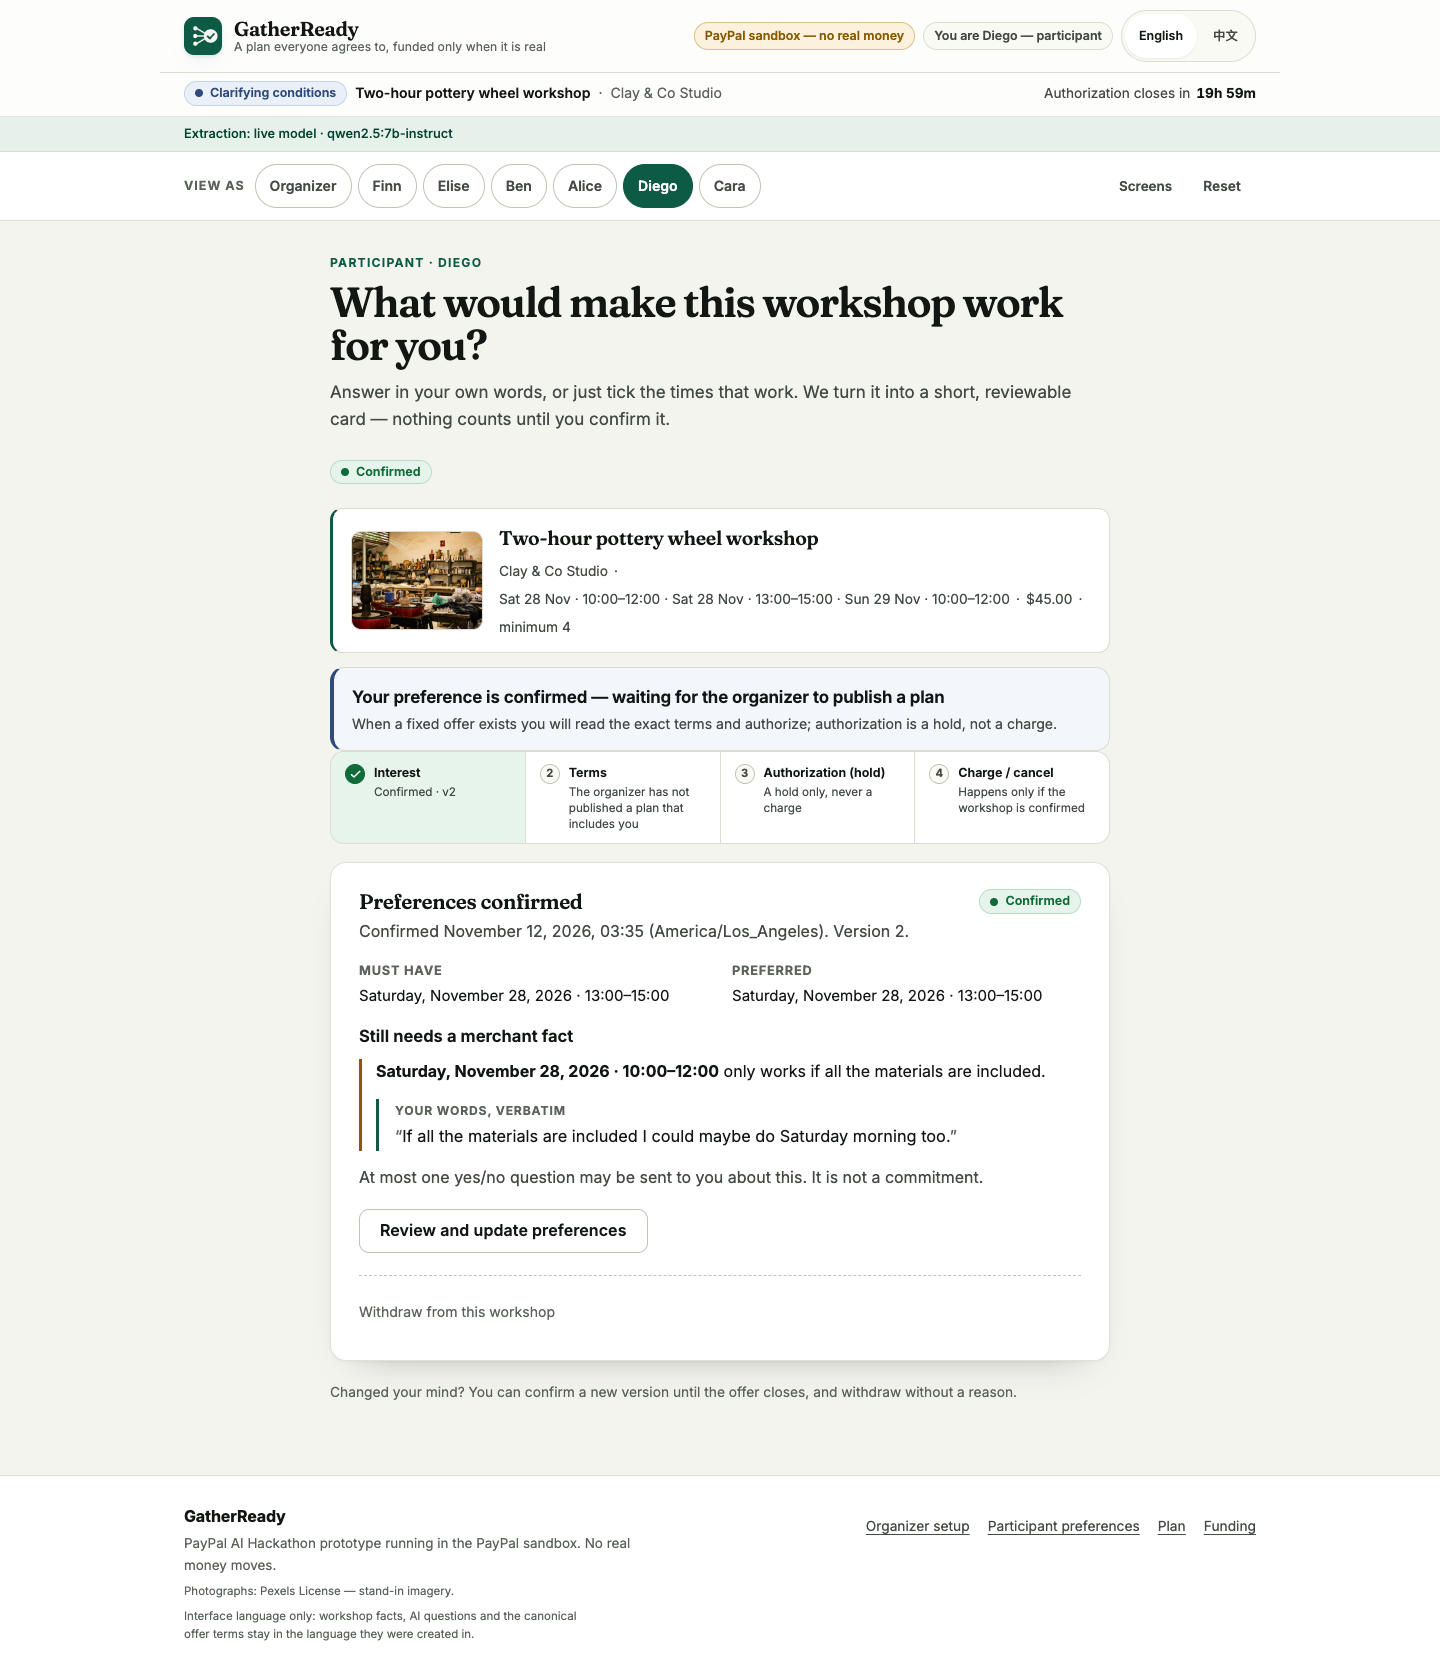 GatherReady
A plan everyone agrees to, funded only when it is real
PayPal sandbox — no real money
You are Diego — participant
English
中文
Clarifying conditions
Two-hour pottery wheel workshop · Clay & Co Studio
Authorization closes in 19h 59m
Extraction: live model · qwen2.5:7b-instruct
VIEW AS
Organizer
Finn
Elise
Ben
Alice
Diego
Cara
Screens
Reset
PARTICIPANT · DIEGO
What would make this workshop work
for you?
Answer in your own words, or just tick the times that work. We turn it into a short, reviewable
card — nothing counts until you confirm it.
Confirmed
Two-hour pottery wheel workshop
Clay & Co Studio ·
Sat 28 Nov · 10:00–12:00 · Sat 28 Nov · 13:00–15:00 · Sun 29 Nov · 10:00–12:00 · $45.00 ·
minimum 4
Your preference is confirmed — waiting for the organizer to publish a plan
When a fixed offer exists you will read the exact terms and authorize; authorization is a hold, not a charge.
Interest
Confirmed · v2
2
Terms
The organizer has not
published a plan that
includes you
3
Authorization (hold)
A hold only, never a
charge
4
Charge / cancel
Happens only if the
workshop is confirmed
Preferences confirmed
Confirmed
Confirmed November 12, 2026, 03:35 (America/Los_Angeles). Version 2.
MUST HAVE
Saturday, November 28, 2026 · 13:00–15:00
PREFERRED
Saturday, November 28, 2026 · 13:00–15:00
Still needs a merchant fact
Saturday, November 28, 2026 · 10:00–12:00 only works if all the materials are included.
YOUR WORDS, VERBATIM
“If all the materials are included I could maybe do Saturday morning too.”
At most one yes/no question may be sent to you about this. It is not a commitment.
Review and update preferences
Withdraw from this workshop
Changed your mind? You can confirm a new version until the offer closes, and withdraw without a reason.
GatherReady
PayPal AI Hackathon prototype running in the PayPal sandbox. No real
money moves.
Photographs: Pexels License — stand-in imagery.
Interface language only: workshop facts, AI questions and the canonical
offer terms stay in the language they were created in.
Organizer setup
Participant preferences
Plan
Funding